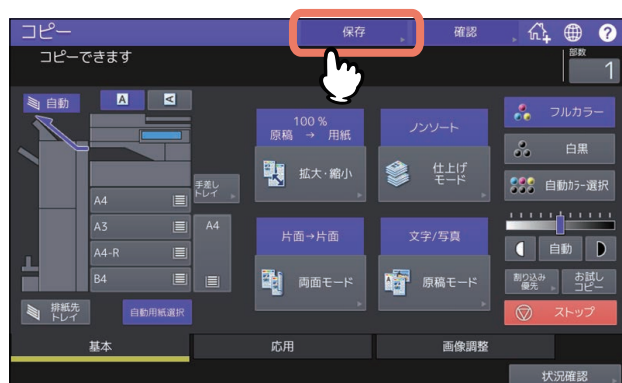 コピー
保存
確認
?
コピーできます
部数
1
自動
A
A
100 %
原稿 → 用紙
拡大・縮小
ノンソート
仕上げ
モード
フルカラー
白黒
自動カラー選択
手差し
トレイ
A4
A3
A4-R
B4
A4
片面→片面
両面モード
文字/写真
原稿モード
自動
割り込み
優先
お試し
コピー
排紙先
トレイ
自動用紙選択
ストップ
基本
応用
画像調整
状況確認